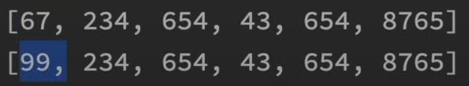 [67, 234, 654, 43, 654, 8765]
[99, 234, 654, 43, 654, 8765]